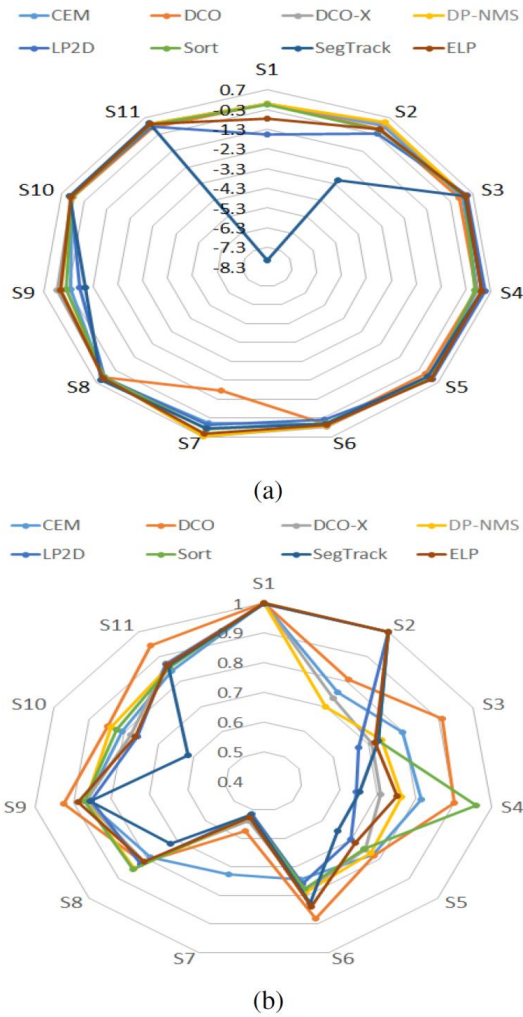 CEM DCO DCO-X DP-NMS
LP2D Sort SegTrack ELP
S1
0.7
S11
S2
-0.3
-1.3
-2.3
-3.3
S10
S3
-4.3
-5.3
-6.3
-7.3
-8.3
S9
S4
S8
S5
S7
S6
(a)
CEM DCO DCO-X DP-NMS
LP2D Sort SegTrack ELP
S1
1
S11
S2
0.9
0.8
S10
S3
0.7
0.6
0.5
0.4
S9
S4
S8
S5
S7
S6
(b)